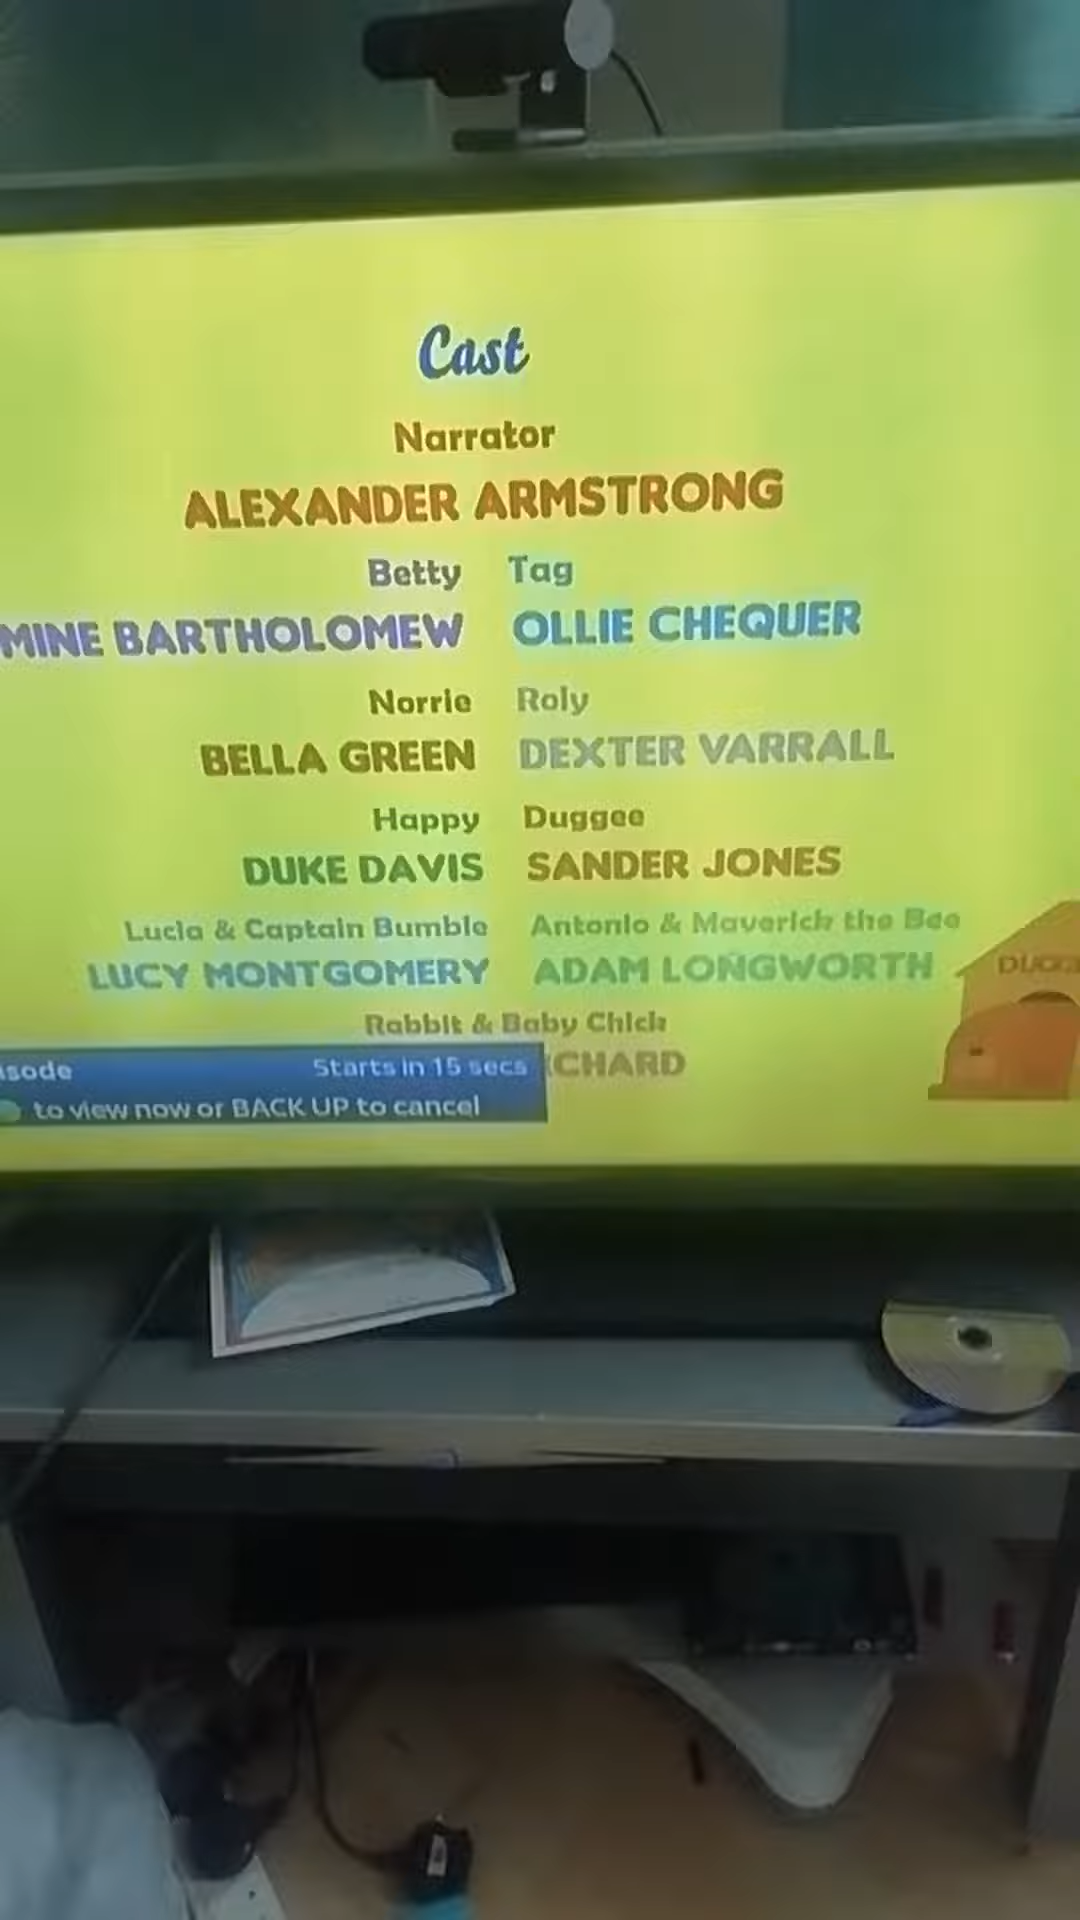 Cast
Narrator
ALEXANDER ARMSTRONG
Betty Tag
MINE BARTHOLOMEW OLLIE CHEQUER
Norrie Roly
BELLA GREEN DEXTER VARRALL
Happy Duggee
DUKE DAVIS SANDER JONES
Lucia & Captain Bumble Antonio & Maverick the Bee
LUCY MONTGOMERY ADAM LONGWORTH
Rabbit & Baby Chick
CHARD
isode Starts in 15 secs
to view now or BACK UP to cancel